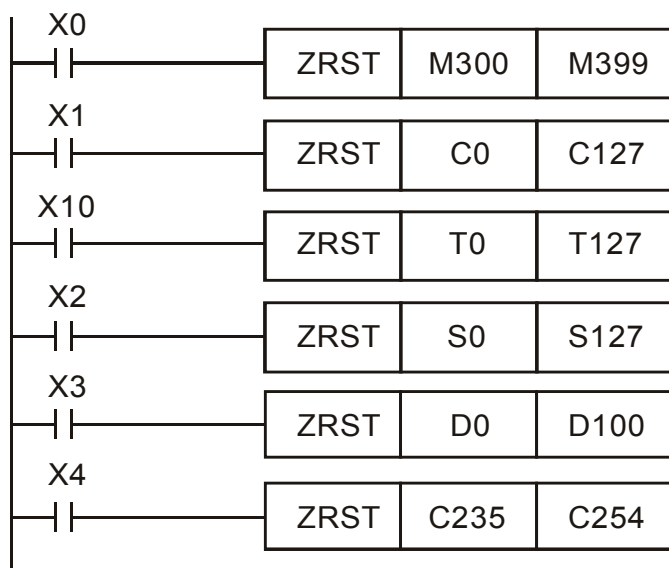 X0
ZRST M300 M399
X1
ZRST C0 C127
X10
ZRST T0 T127
X2
ZRST S0 S127
X3
ZRST D0 D100
X4
ZRST C235 C254